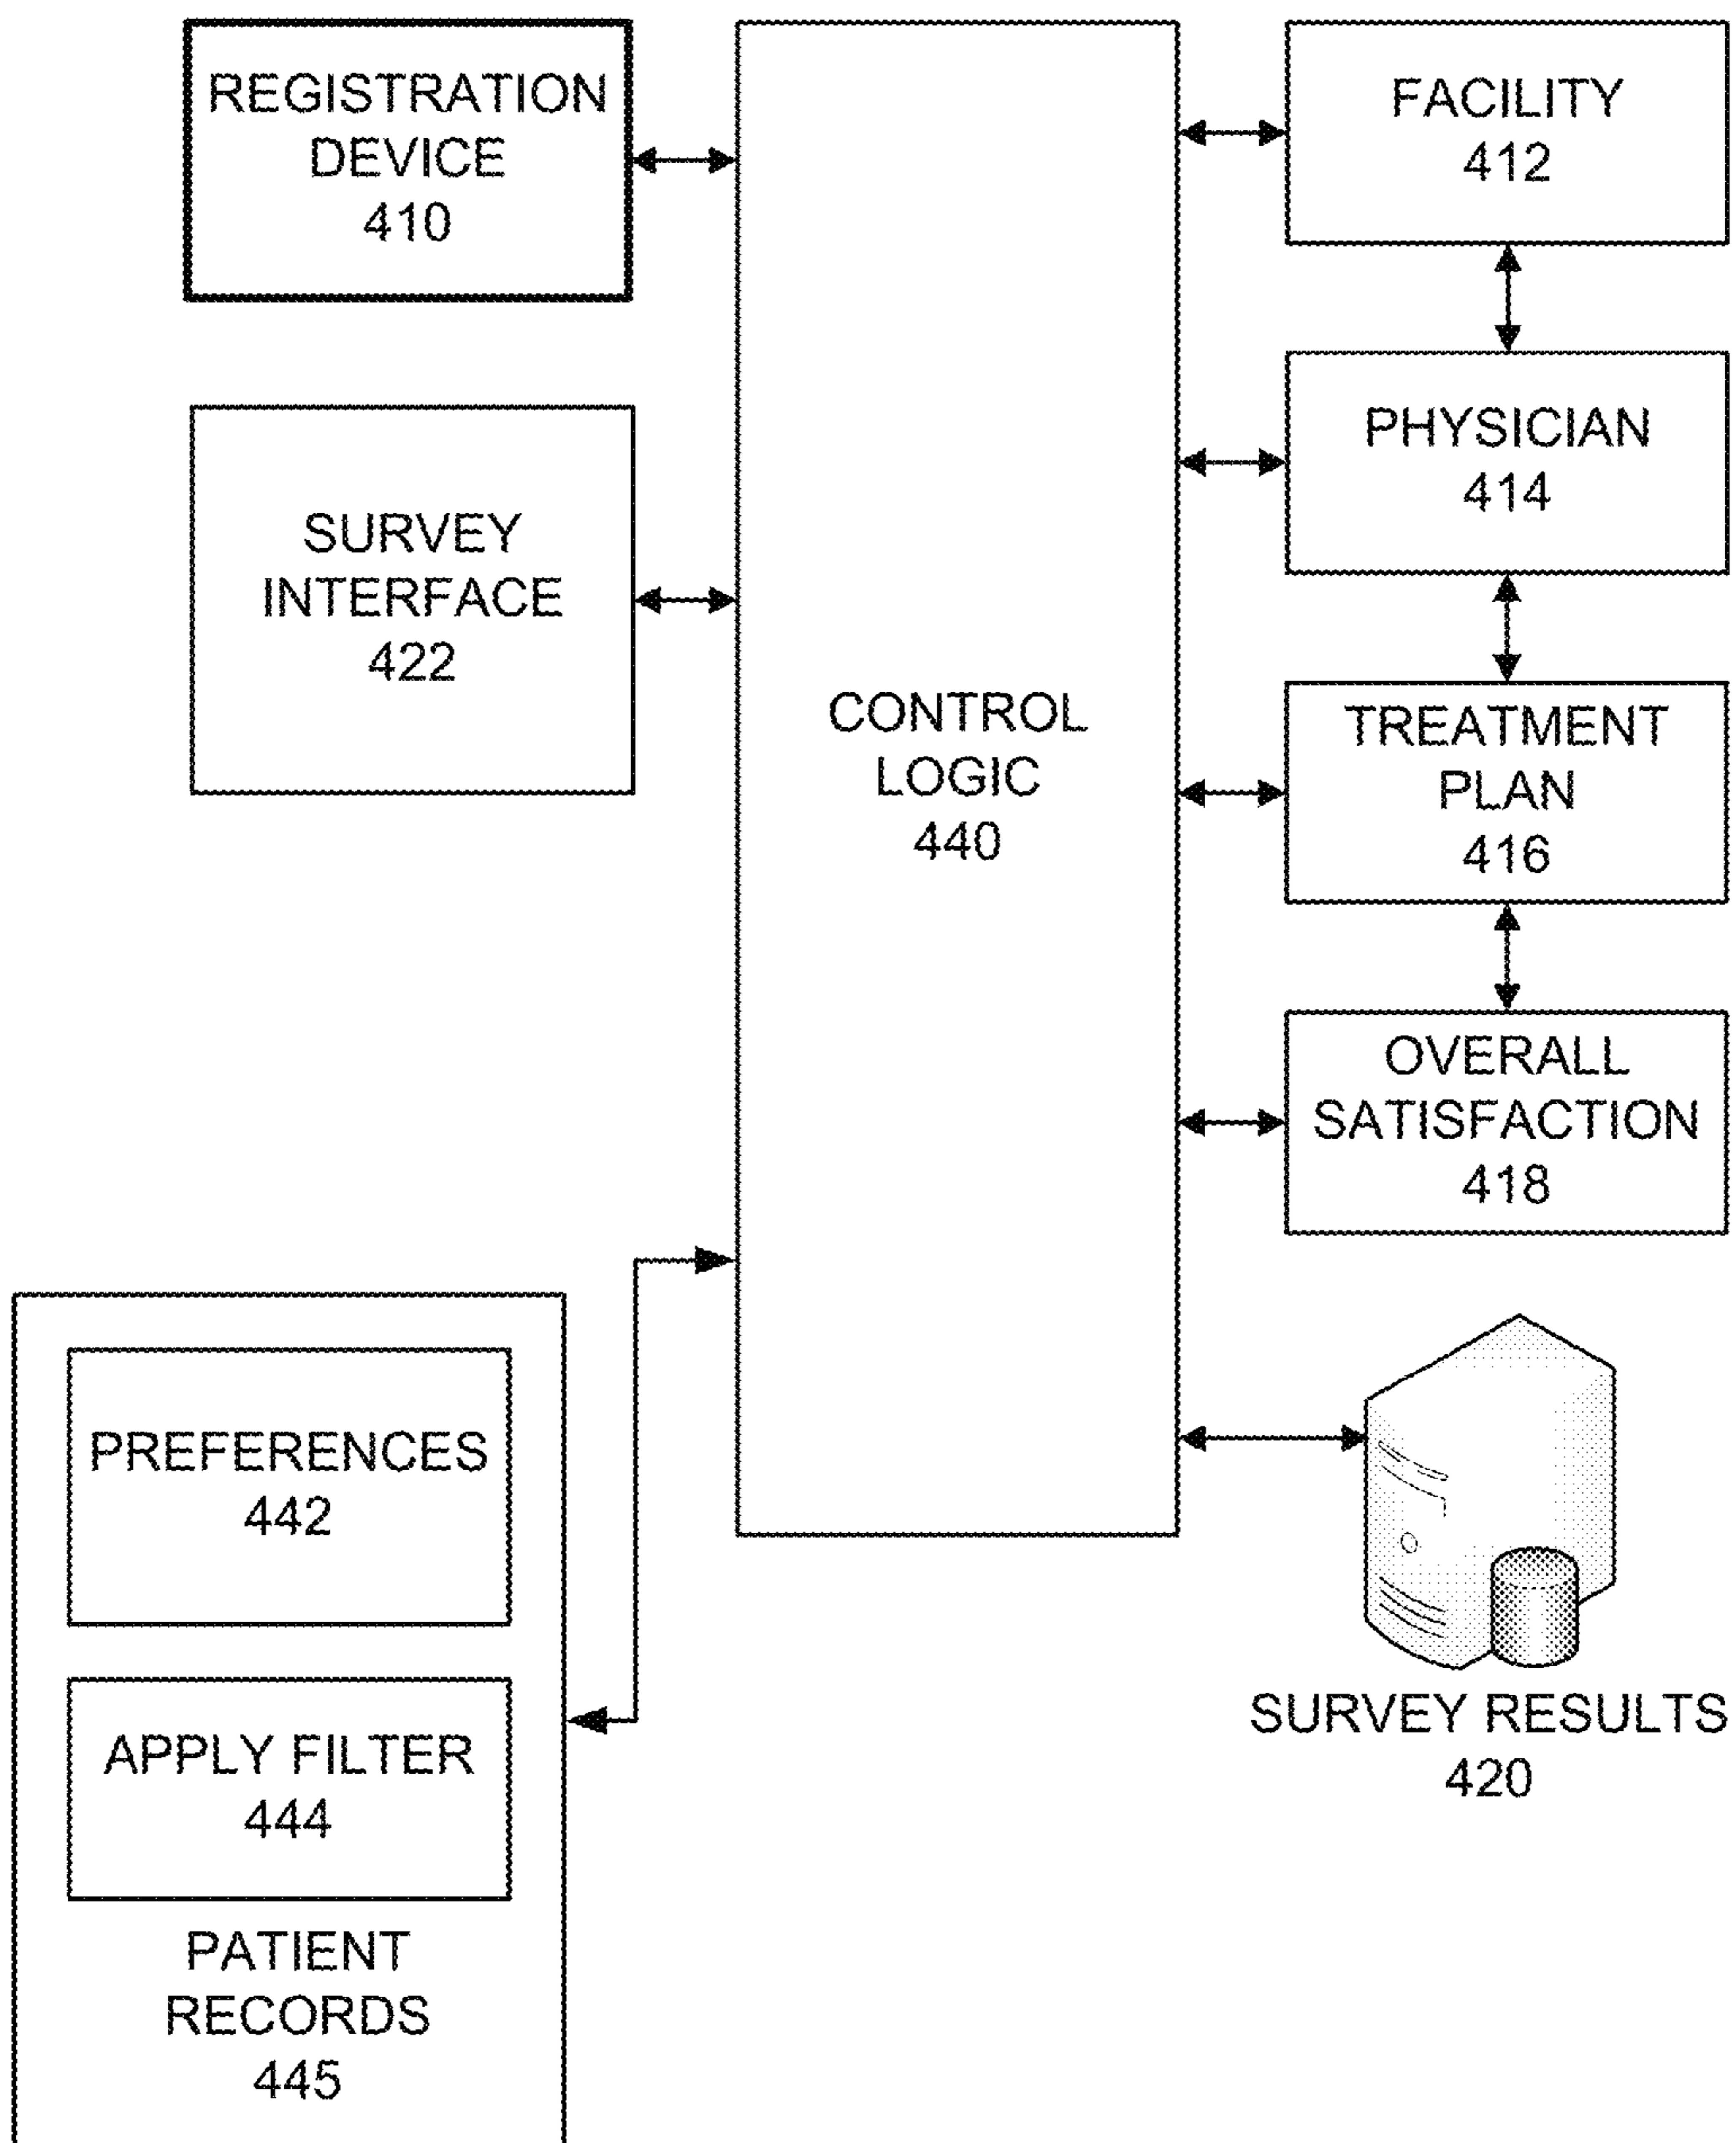 REGISTRATION
DEVICE
410
SURVEY
INTERFACE
422
CONTROL
LOGIC
440
FACILITY
412
PHYSICIAN
414
TREATMENT
PLAN
416
OVERALL
SATISFACTION
418
SURVEY RESULTS
420
PREFERENCES
442
APPLY FILTER
444
PATIENT
RECORDS
445